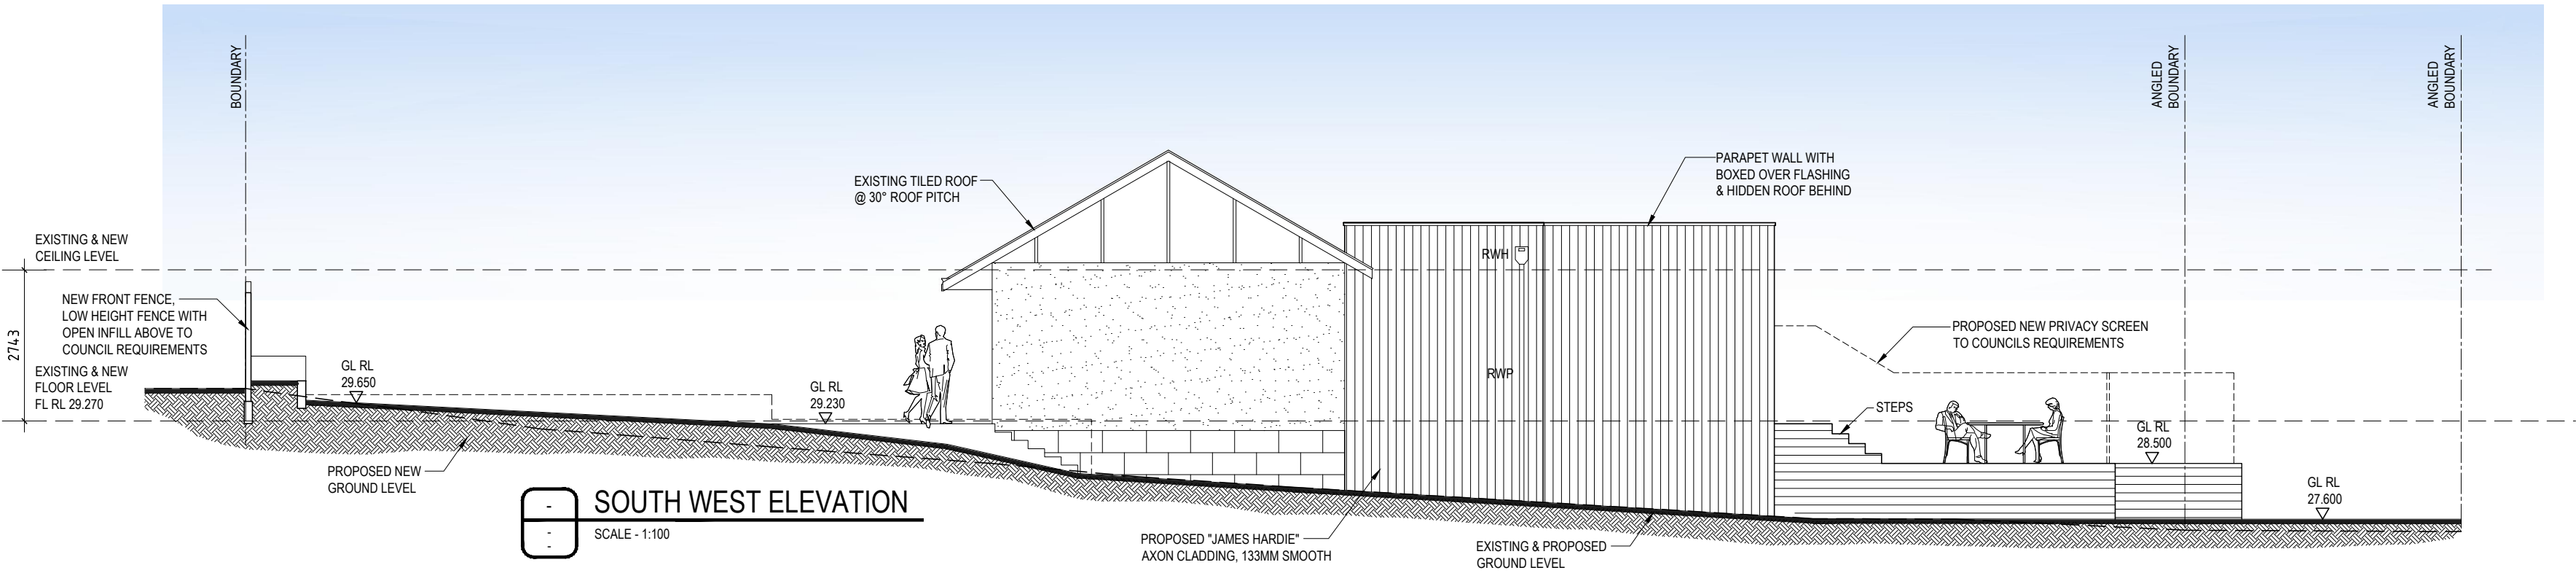 BOUNDARY
ANGLED
BOUNDARY
ANGLED
BOUNDARY
PARAPET WALL WITH
BOXED OVER FLASHING
& HIDDEN ROOF BEHIND
EXISTING TILED ROOF
@ 30° ROOF PITCH
EXISTING & NEW
CEILING LEVEL
RWH
NEW FRONT FENCE,
LOW HEIGHT FENCE WITH
OPEN INFILL ABOVE TO
COUNCIL REQUIREMENTS
2743
PROPOSED NEW PRIVACY SCREEN
TO COUNCILS REQUIREMENTS
EXISTING & NEW
FLOOR LEVEL
FL RL 29.270
GL RL
29.650
GL RL
29.230
RWP
STEPS
GL RL
28.500
PROPOSED NEW
GROUND LEVEL
GL RL
27.600
-
-
-
SOUTH WEST ELEVATION
SCALE - 1:100
PROPOSED "JAMES HARDIE"
AXON CLADDING, 133MM SMOOTH
EXISTING & PROPOSED
GROUND LEVEL